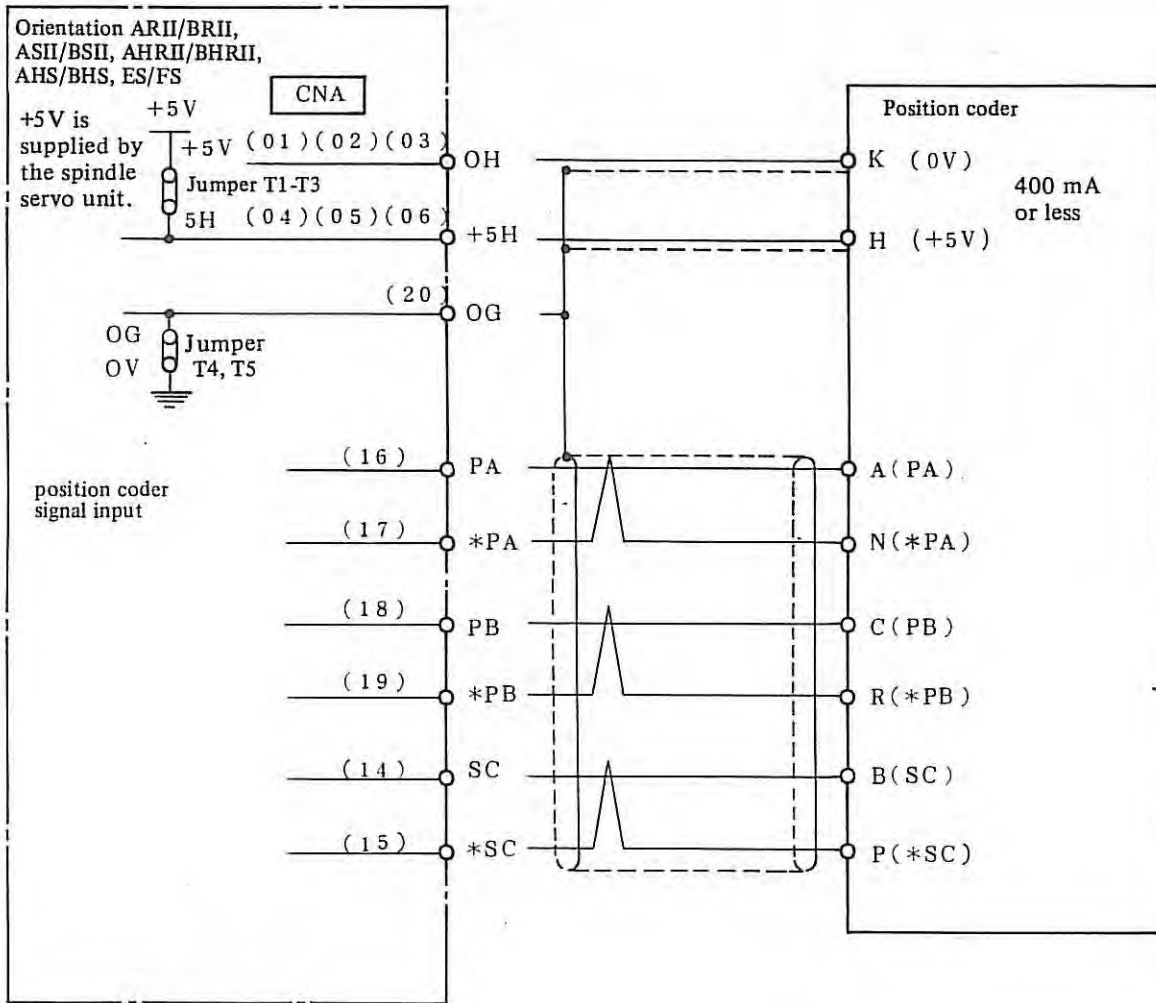 Orientation ARII/BRII,
ASII/BSII, AHRII/BHRII,
AHS/BHS, ES/FS
CNA
+5V
+5V is
supplied by
the spindle
servo unit.
+5V (01)(02)(03)
Jumper T1-T3
5H (04)(05)(06)
OH
+5H
(20)
OG
OG
OV
Jumper
T4, T5
position coder
signal input
(16)
PA
(17)
*PA
(18)
PB
(19)
*PB
(14)
SC
(15)
*SC
Position coder
K (0V)
400 mA
or less
H (+5V)
A(PA)
N(*PA)
C(PB)
R(*PB)
B(SC)
P(*SC)